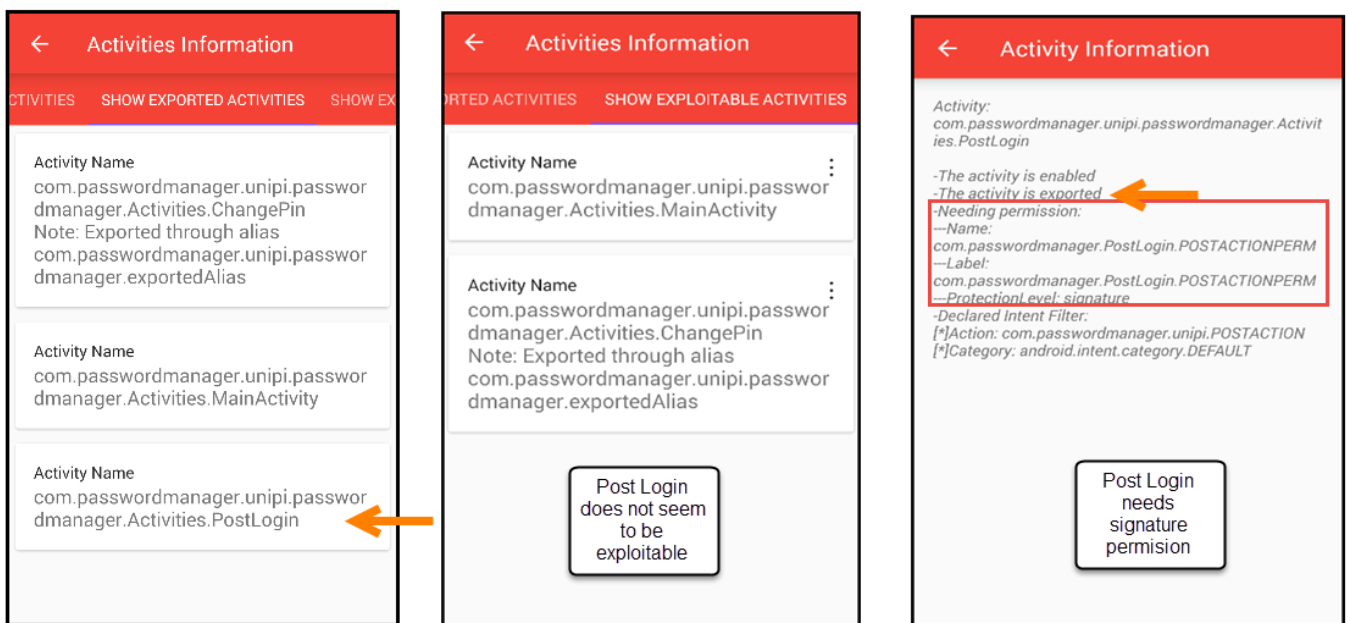 ← Activities Information
CTIVITIES SHOW EXPORTED ACTIVITIES SHOW EX
Activity Name
com.passwordmanager.unipi.passwor
dmanager.Activities.ChangePin
Note: Exported through alias
com.passwordmanager.unipi.passwor
dmanager.exportedAlias
Activity Name
com.passwordmanager.unipi.passwor
dmanager.Activities.MainActivity
Activity Name
com.passwordmanager.unipi.passwor
dmanager.Activities.PostLogin
← Activities Information
ORTED ACTIVITIES SHOW EXPLOITABLE ACTIVITIES
Activity Name
com.passwordmanager.unipi.passwor
dmanager.Activities.MainActivity
Activity Name
com.passwordmanager.unipi.passwor
dmanager.Activities.ChangePin
Note: Exported through alias
com.passwordmanager.unipi.passwor
dmanager.exportedAlias
Post Login
does not seem
to be
exploitable
← Activity Information
Activity:
com.passwordmanager.unipi.passwordmanager.Activit
ies.PostLogin
-The activity is enabled
-The activity is exported
-Needing permission:
---Name:
com.passwordmanager.PostLogin.POSTACTIONPERM
---Label:
com.passwordmanager.PostLogin.POSTACTIONPERM
---ProtectionLevel: signature
-Declared Intent Filter:
[*]Action: com.passwordmanager.unipi.POSTACTION
[*]Category: android.intent.category.DEFAULT
Post Login
needs
signature
permision